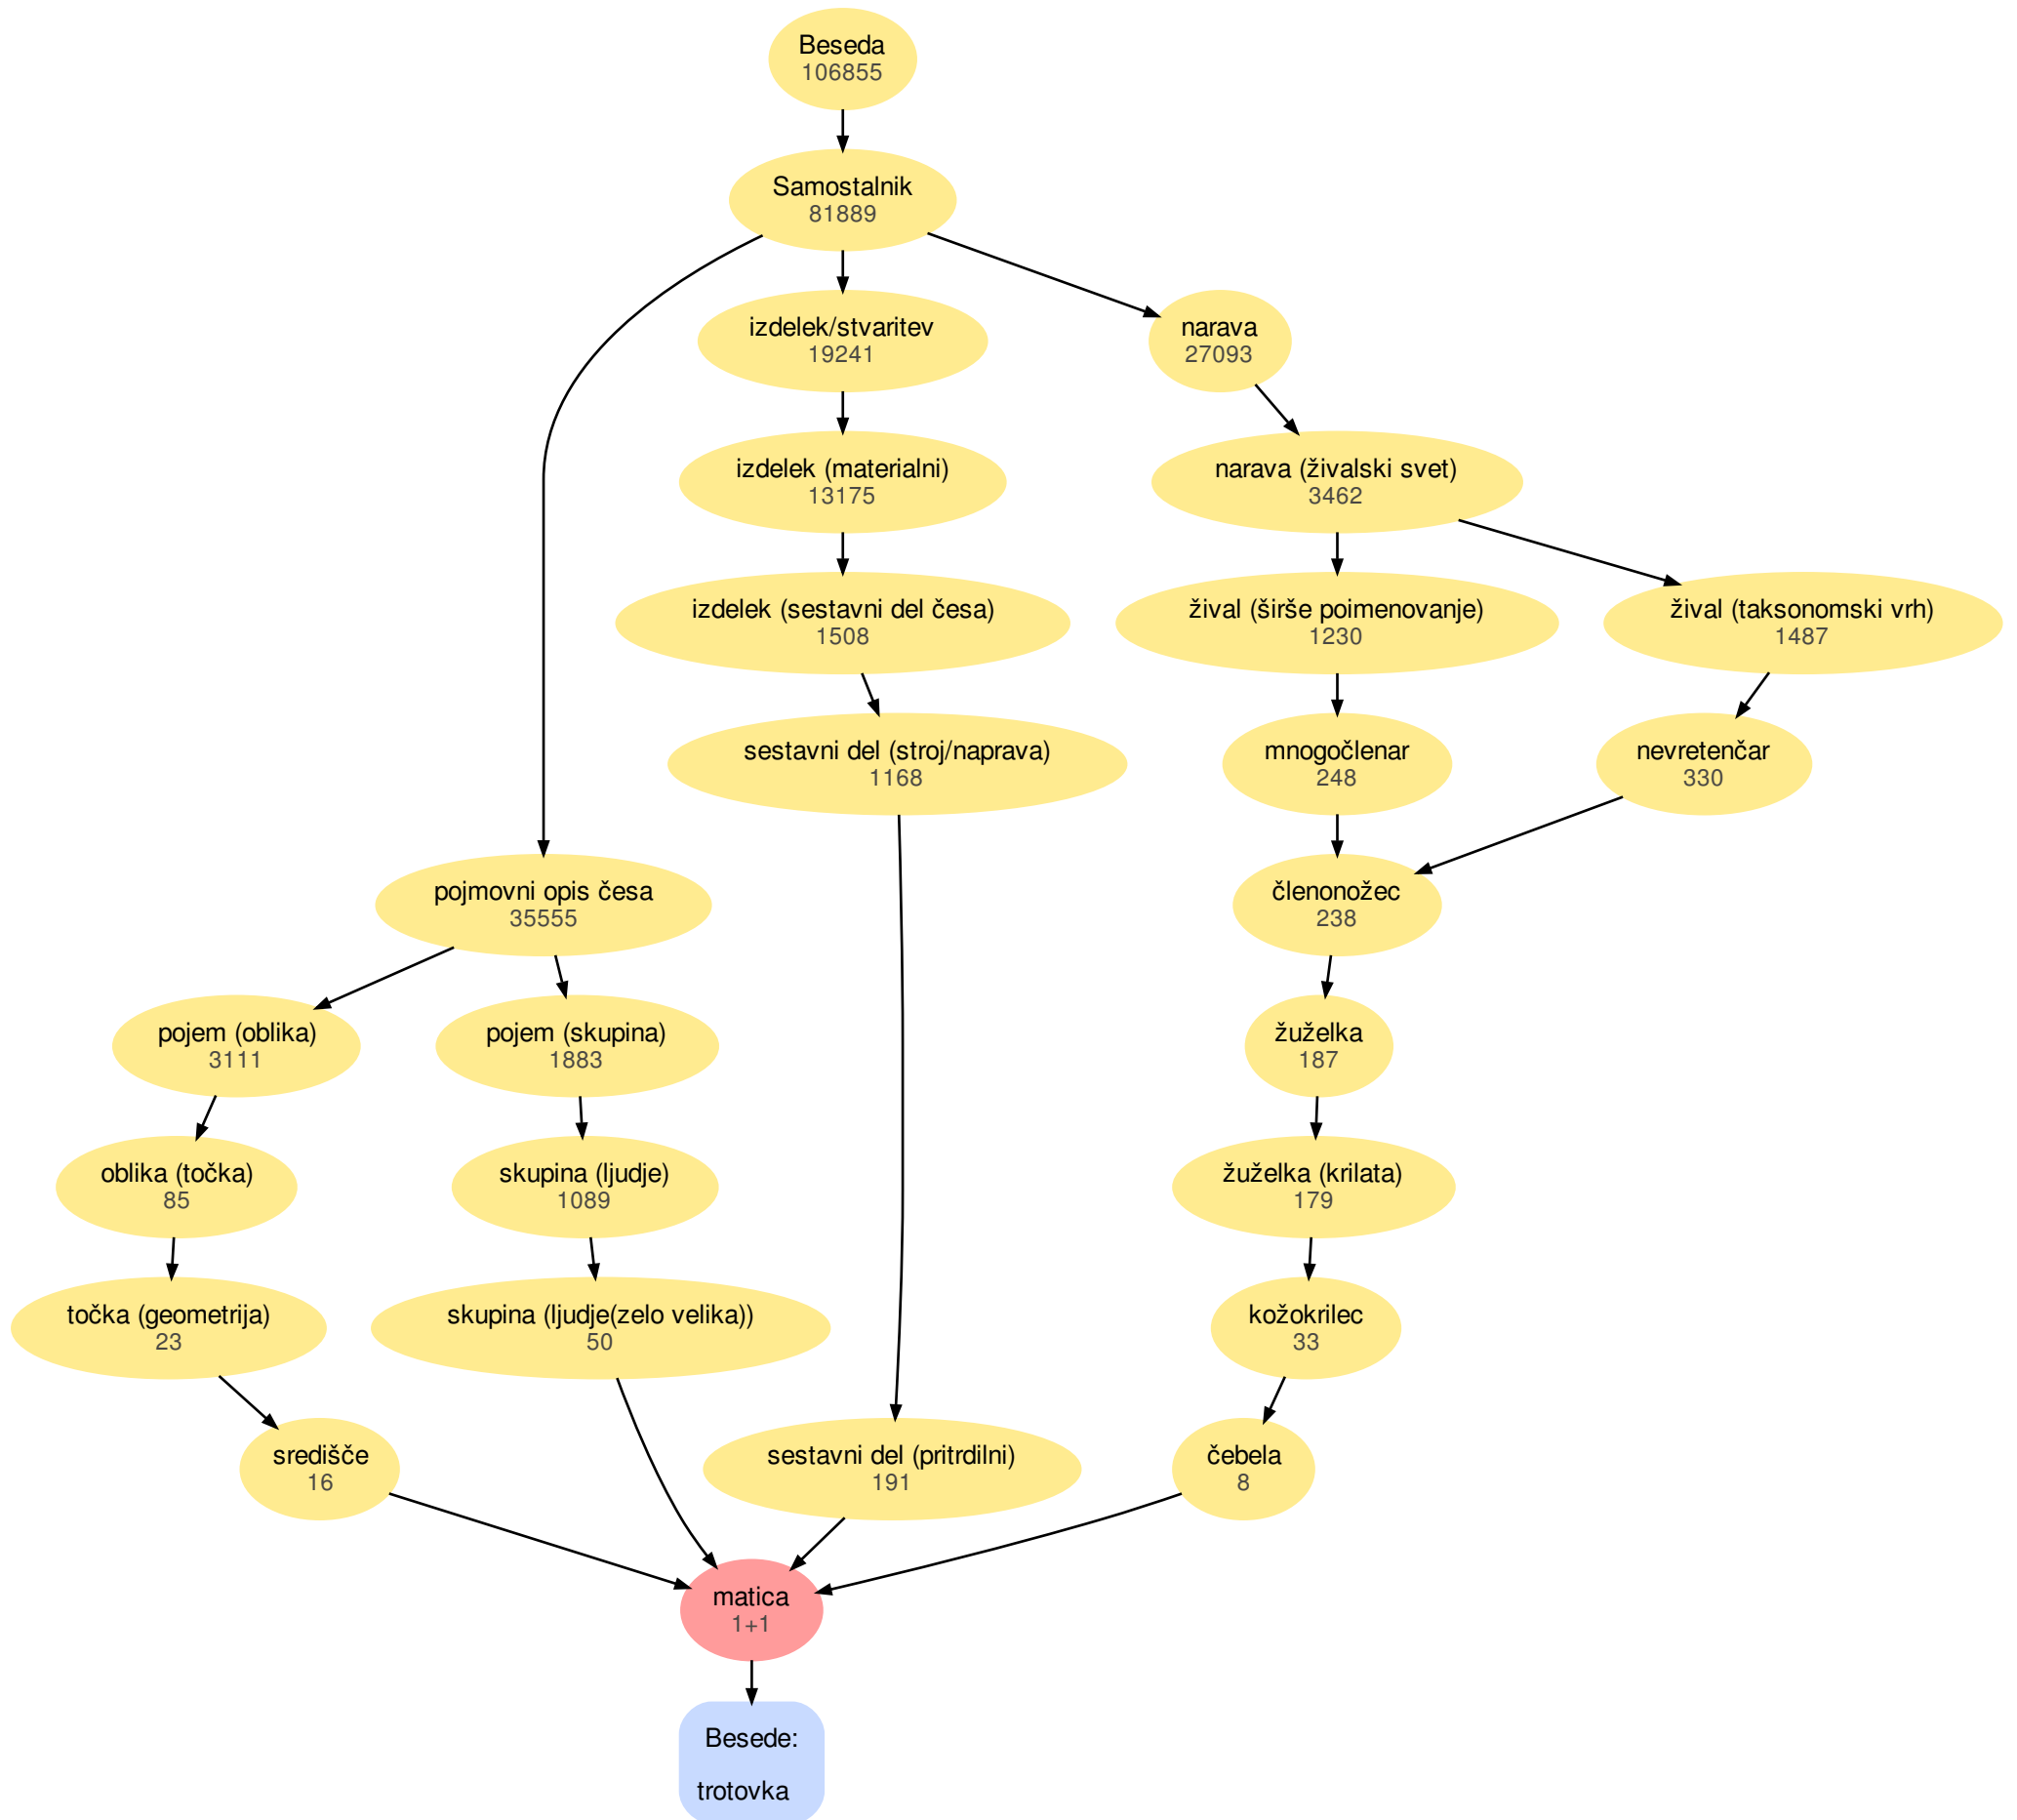 Beseda
106855
Samostalnik
81889
izdelek/stvaritev
19241
narava
27093
izdelek (materialni)
13175
narava (živalski svet)
3462
izdelek (sestavni del česa)
1508
žival (širše poimenovanje)
1230
žival (taksonomski vrh)
1487
sestavni del (stroj/naprava)
1168
mnogočlenar
248
nevretenčar
330
pojmovni opis česa
35555
členonožec
238
pojem (oblika)
3111
pojem (skupina)
1883
žuželka
187
oblika (točka)
85
skupina (ljudje)
1089
žuželka (krilata)
179
točka (geometrija)
23
skupina (ljudje(zelo velika))
50
kožokrilec
33
središče
16
sestavni del (pritrdilni)
191
čebela
8
matica
1+1
Besede:
trotovka